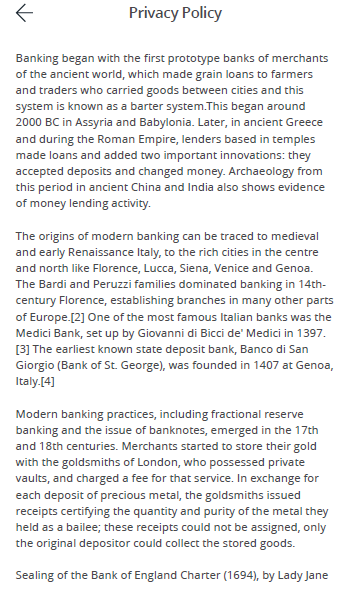 Privacy Policy
Banking began with the first prototype banks of merchants
of the ancient world, which made grain loans to farmers
and traders who carried goods between cities and this
system is known as a barter system.This began around
2000 BC in Assyria and Babylonia. Later, in ancient Greece
and during the Roman Empire, lenders based in temples
made loans and added two important innovations: they
accepted deposits and changed money. Archaeology from
this period in ancient China and India also shows evidence
of money lending activity.
The origins of modern banking can be traced to medieval
and early Renaissance Italy, to the rich cities in the centre
and north like Florence, Lucca, Siena, Venice and Genoa.
The Bardi and Peruzzi families dominated banking in 14th-
century Florence, establishing branches in many other parts
of Europe.[2] One of the most famous Italian banks was the
Medici Bank, set up by Giovanni di Bicci de' Medici in 1397.
[3] The earliest known state deposit bank, Banco di San
Giorgio (Bank of St. George), was founded in 1407 at Genoa,
Italy.[4]
Modern banking practices, including fractional reserve
banking and the issue of banknotes, emerged in the 17th
and 18th centuries. Merchants started to store their gold
with the goldsmiths of London, who possessed private
vaults, and charged a fee for that service. In exchange for
each deposit of precious metal, the goldsmiths issued
receipts certifying the quantity and purity of the metal they
held as a bailee; these receipts could not be assigned, only
the original depositor could collect the stored goods.
Sealing of the Bank of England Charter (1694), by Lady Jane